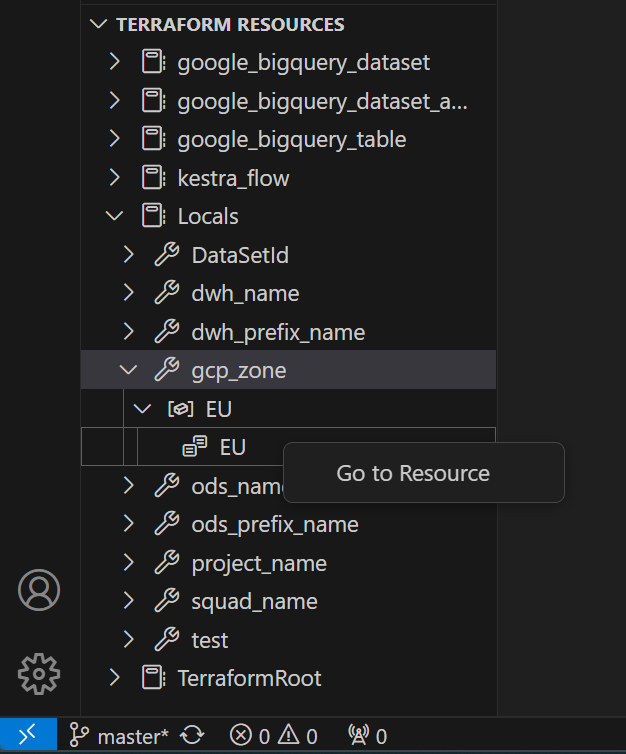 TERRAFORM RESOURCES
google_bigquery_dataset
google_bigquery_dataset_a...
google_bigquery_table
kestra_flow
Locals
DataSetId
dwh_name
dwh_prefix_name
gcp_zone
EU
EU
Go to Resource
ods_name
ods_prefix_name
project_name
squad_name
test
TerraformRoot
master* 0 0 0